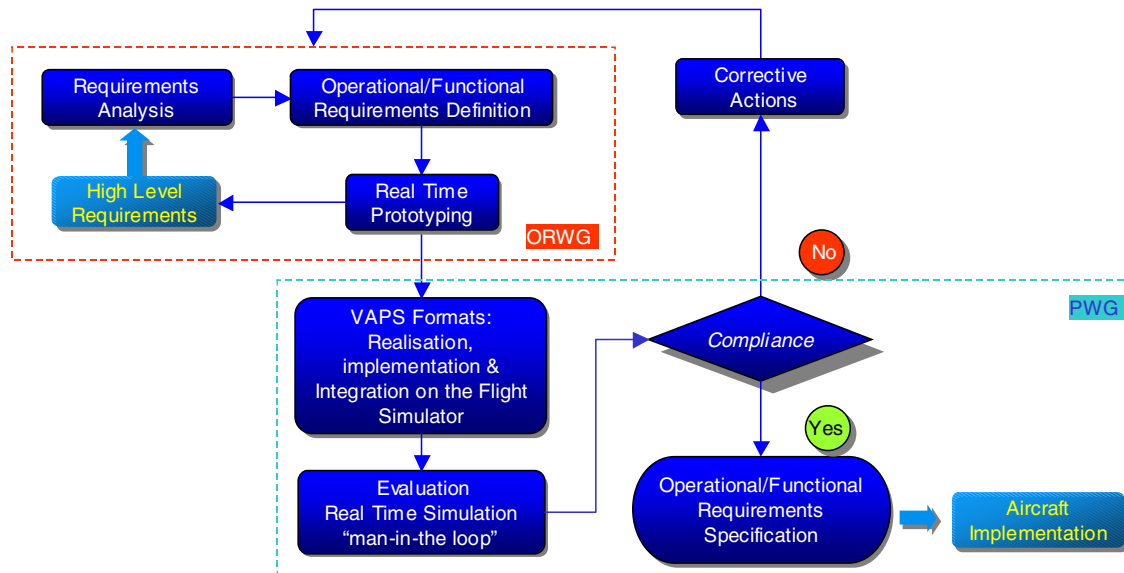 Requirements
Analysis
Operational/Functional
Requirements Definition
Corrective
Actions
High Level
Requirements
Real Time
Prototyping
ORWG
No
PWG
VAPS Formats:
Realisation,
implementation &
Integration on the Flight
Simulator
Compliance
Yes
Evaluation
Real Time Simulation
“man-in-the loop”
Operational/Functional
Requirements
Specification
Aircraft
Implementation